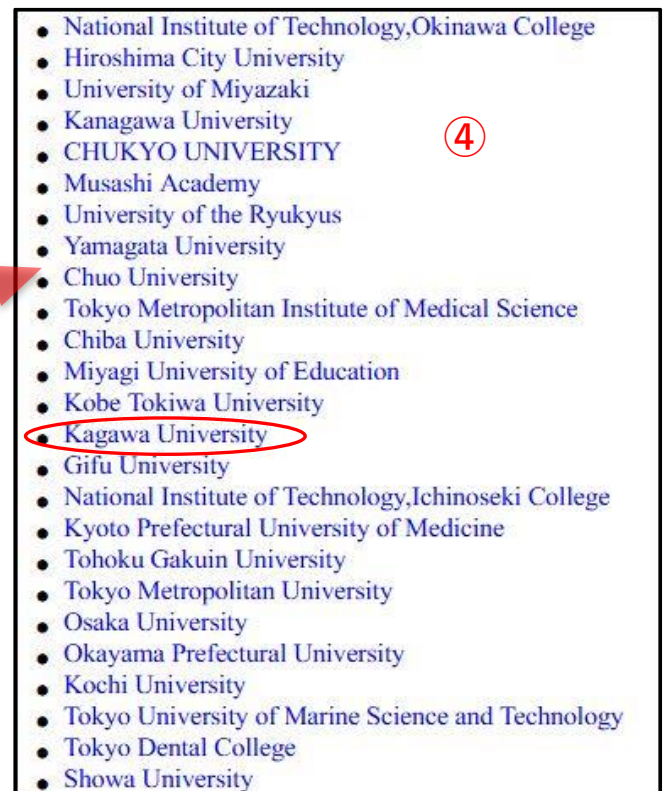 • National Institute of Technology,Okinawa College
• Hiroshima City University
• University of Miyazaki
• Kanagawa University
④
• CHUKYO UNIVERSITY
• Musashi Academy
• University of the Ryukyus
• Yamagata University
• Chuo University
• Tokyo Metropolitan Institute of Medical Science
• Chiba University
• Miyagi University of Education
• Kobe Tokiwa University
• Kagawa University
• Gifu University
• National Institute of Technology,Ichinoseki College
• Kyoto Prefectural University of Medicine
• Tohoku Gakuin University
• Tokyo Metropolitan University
• Osaka University
• Okayama Prefectural University
• Kochi University
• Tokyo University of Marine Science and Technology
• Tokyo Dental College
• Showa University